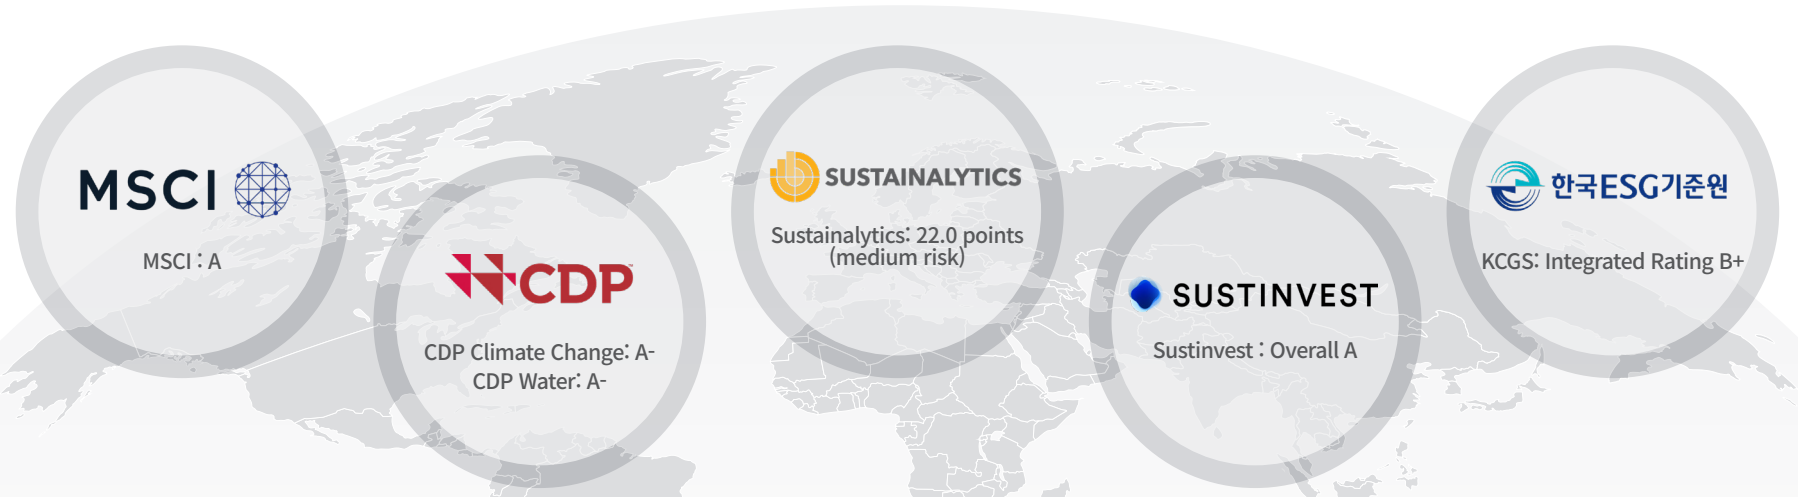 MSCI
MSCI : A
CDP
CDP Climate Change: A-
CDP Water: A-
SUSTAINALYTICS
Sustainalytics: 22.0 points
(medium risk)
SUSTINVEST
Sustinvest : Overall A
한국ESG기준원
KCGS: Integrated Rating B+